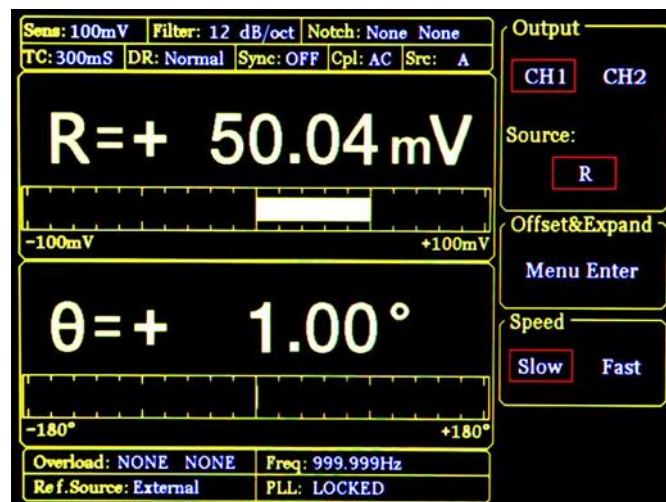 Sens: 100mV Filter: 12 dB/oct Notch: None None
TC: 300mS DR: Normal Sync: OFF Cpl: AC Src: A
R=+ 50.04 mV
-100mV +100mV
θ=+ 1.00°
-180° +180°
Overload: NONE NONE Freq: 999.999Hz
Ref.Source: External PLL: LOCKED
Output
CH1 CH2
Source:
R
Offset&Expand
Menu Enter
Speed
Slow Fast